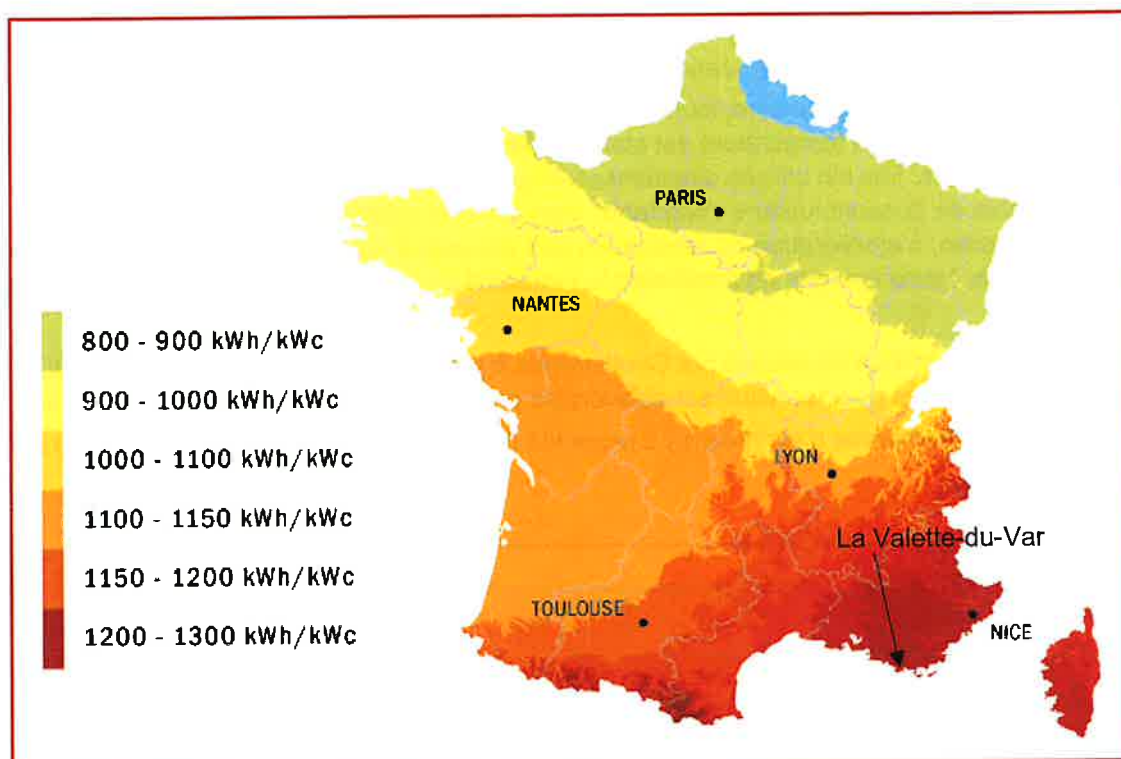 PARIS
NANTES
800 - 900 kWh/kWc
900 - 1000 kWh/kWc
LYON
1000 - 1100 kWh/kWc
1100 - 1150 kWh/kWc
La Valette-du-Var
1150 - 1200 kWh/kWc
TOULOUSE
1200 - 1300 kWh/kWc
NICE